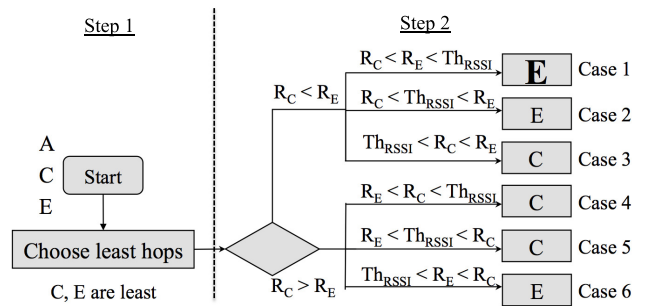 Step 1
Step 2
A
C
E
Start
Choose least hops
C, E are least
R_C < R_E
R_C > R_E
R_C < R_E < Th_RSSI
E
Case 1
R_C < Th_RSSI < R_E
E
Case 2
Th_RSSI < R_C < R_E
C
Case 3
R_E < R_C < Th_RSSI
C
Case 4
R_E < Th_RSSI < R_C
C
Case 5
Th_RSSI < R_E < R_C
E
Case 6